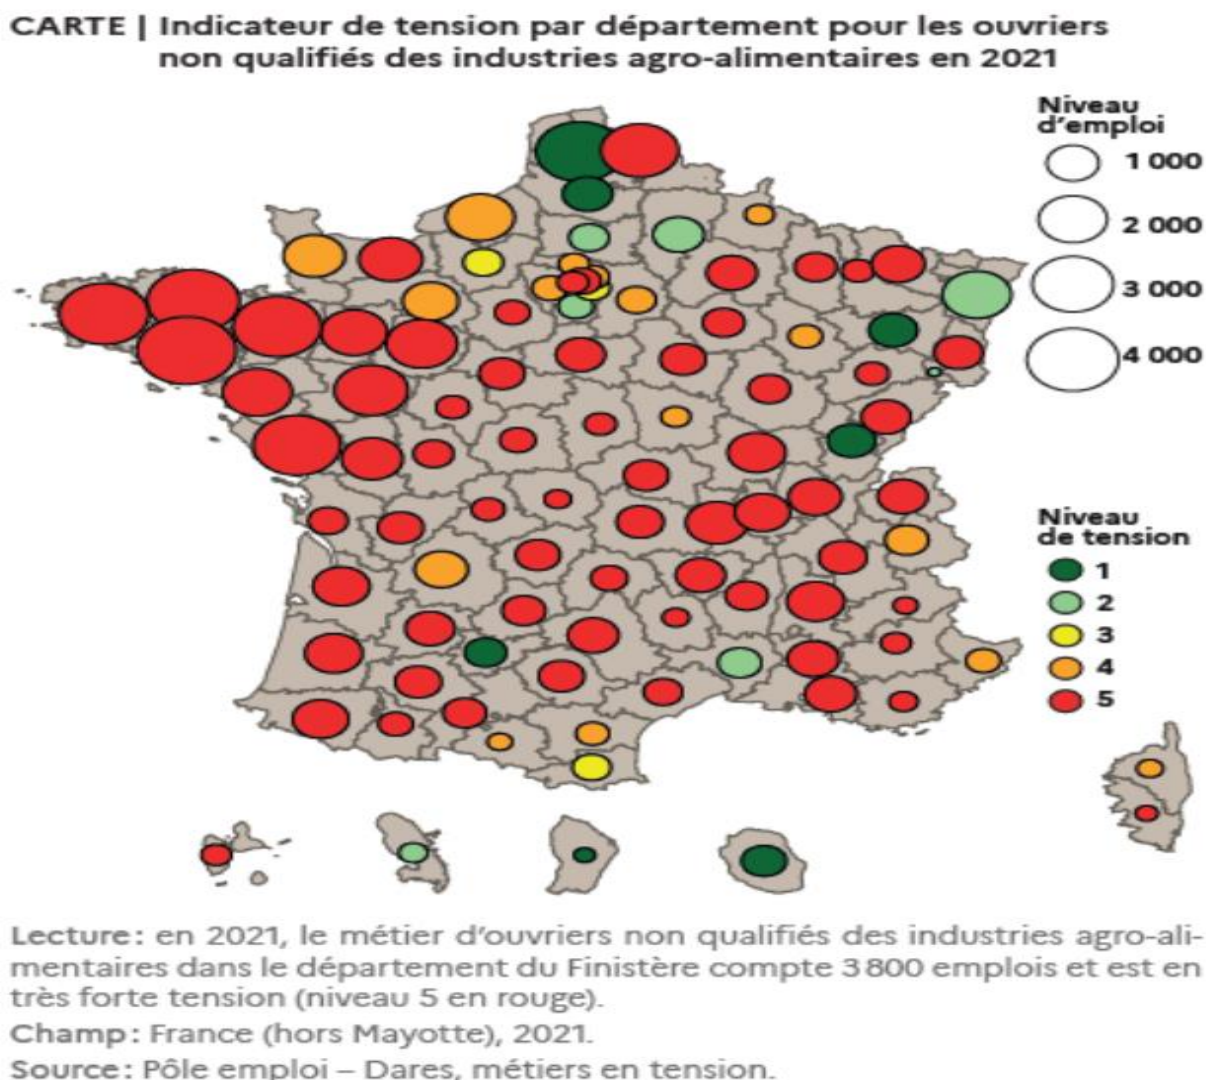 CARTE | Indicateur de tension par département pour les ouvriers
non qualifiés des industries agro-alimentaires en 2021
Niveau
d'emploi
1 000
2 000
3 000
4 000
Niveau
de tension
1
2
3
4
5
Lecture : en 2021, le métier d'ouvriers non qualifiés des industries agro-ali-
mentaires dans le département du Finistère compte 3 800 emplois et est en
très forte tension (niveau 5 en rouge).
Champ : France (hors Mayotte), 2021.
Source : Pôle emploi – Dares, métiers en tension.